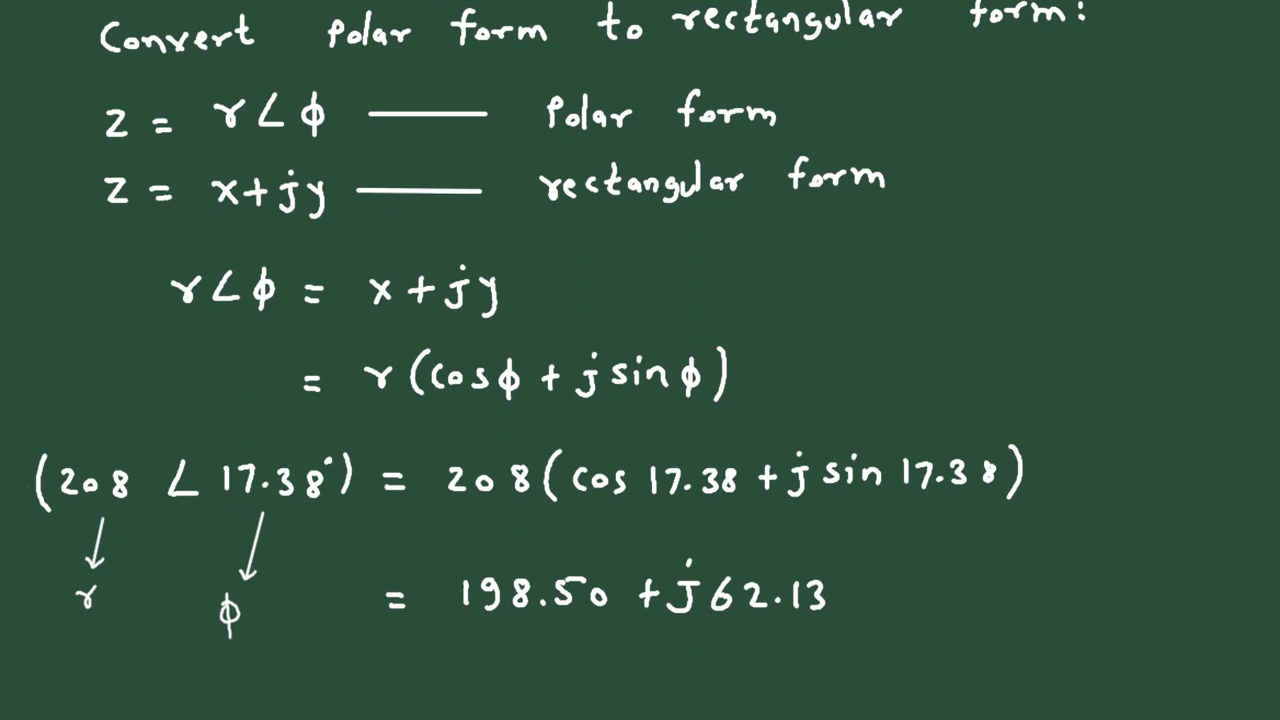 Convert Polar form to rectangular form:
z = r∠ϕ —— Polar form
z = x+jy —— rectangular form
r∠ϕ = x+jy
= r(cosϕ + j sinϕ)
(208 ∠ 17.38°) = 208(cos 17.38 + j sin 17.38)
r ϕ = 198.50 + j 62.13